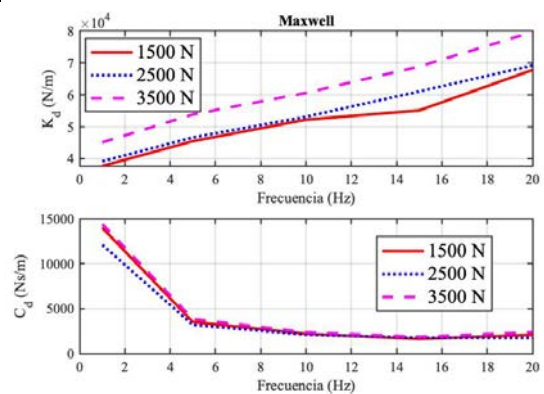 Maxwell
×10⁴
8
7
6
5
4
K_d (N/m)
1500 N
2500 N
3500 N
0 2 4 6 8 10 12 14 16 18 20
Frecuencia (Hz)
15000
10000
5000
0
C_d (Ns/m)
1500 N
2500 N
3500 N
0 2 4 6 8 10 12 14 16 18 20
Frecuencia (Hz)